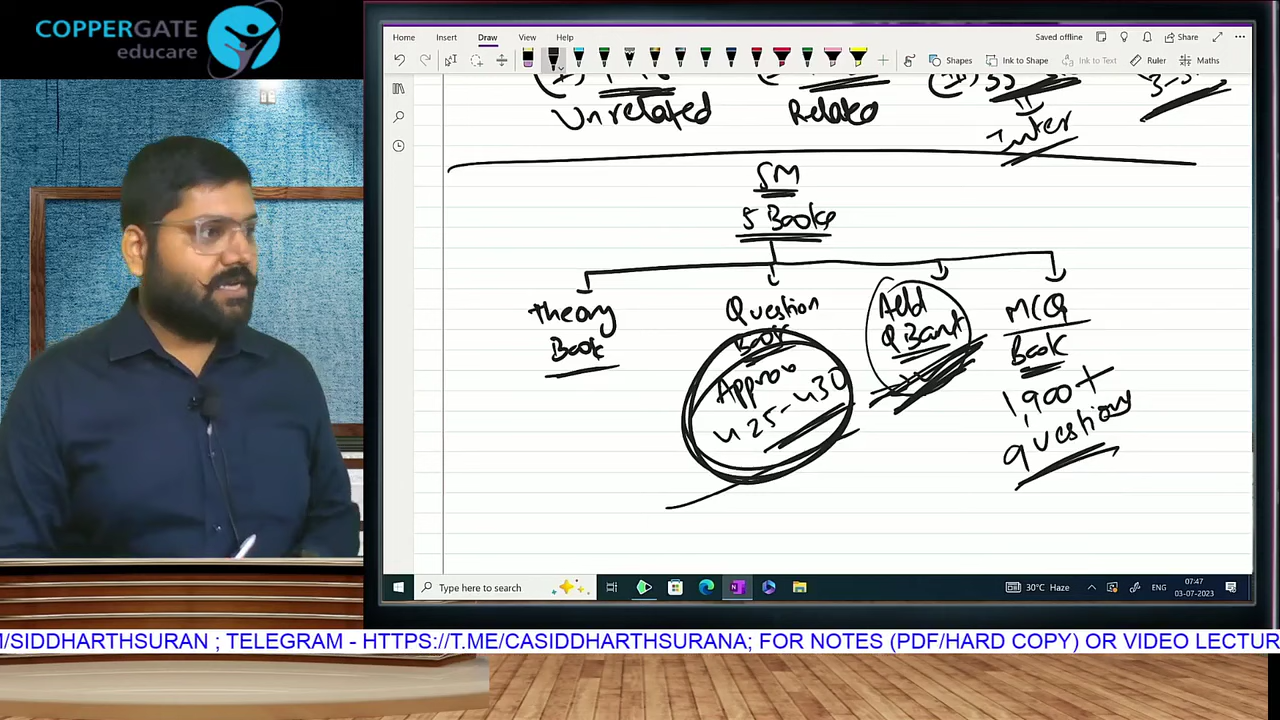 COPPERGATE
educare
Home Insert Draw View Help
Saved offline
Share
Shapes
Ink to Shape
Ink to Text
Ruler
Maths
Unrelated
Related
Inter
SM
5 Books
Theory
Book
Question
Book
Approx
425-430
Add
Q Bank
MCQ
Book
1,900+
questions
Type here to search
30°C Haze
ENG
07:47
03-07-2023
M/SIDDHARTHSURAN ; TELEGRAM - HTTPS://T.ME/CASIDDHARTHSURANA; FOR NOTES (PDF/HARD COPY) OR VIDEO LECTUR